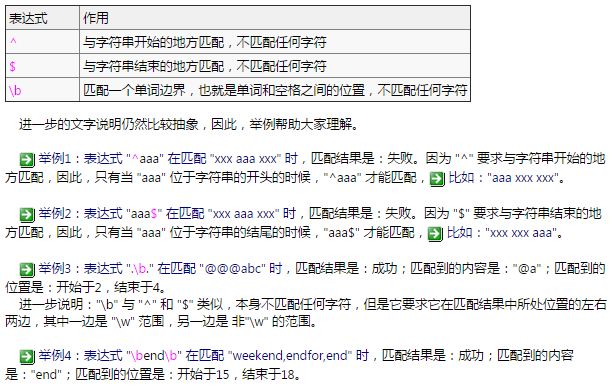 表达式 作用
^ 与字符串开始的地方匹配，不匹配任何字符
$ 与字符串结束的地方匹配，不匹配任何字符
\b 匹配一个单词边界，也就是单词和空格之间的位置，不匹配任何字符
进一步的文字说明仍然比较抽象，因此，举例帮助大家理解。
举例1：表达式 "^aaa" 在匹配 "xxx aaa xxx" 时，匹配结果是：失败。因为 "^" 要求与字符串开始的地
方匹配，因此，只有当 "aaa" 位于字符串的开头的时候，"^aaa" 才能匹配， 比如："aaa xxx xxx"。
举例2：表达式 "aaa$" 在匹配 "xxx aaa xxx" 时，匹配结果是：失败。因为 "$" 要求与字符串结束的地
方匹配，因此，只有当 "aaa" 位于字符串的结尾的时候，"aaa$" 才能匹配， 比如："xxx xxx aaa"。
举例3：表达式 ".\b." 在匹配 "@@@abc" 时，匹配结果是：成功；匹配到的内容是："@a"；匹配到的
位置是：开始于2，结束于4。
进一步说明："\b" 与 "^" 和 "$" 类似，本身不匹配任何字符，但是它要求它在匹配结果中所处位置的左右
两边，其中一边是 "\w" 范围，另一边是 非"\w" 的范围。
举例4：表达式 "\bend\b" 在匹配 "weekend,endfor,end" 时，匹配结果是：成功；匹配到的内容
是："end"；匹配到的位置是：开始于15，结束于18。